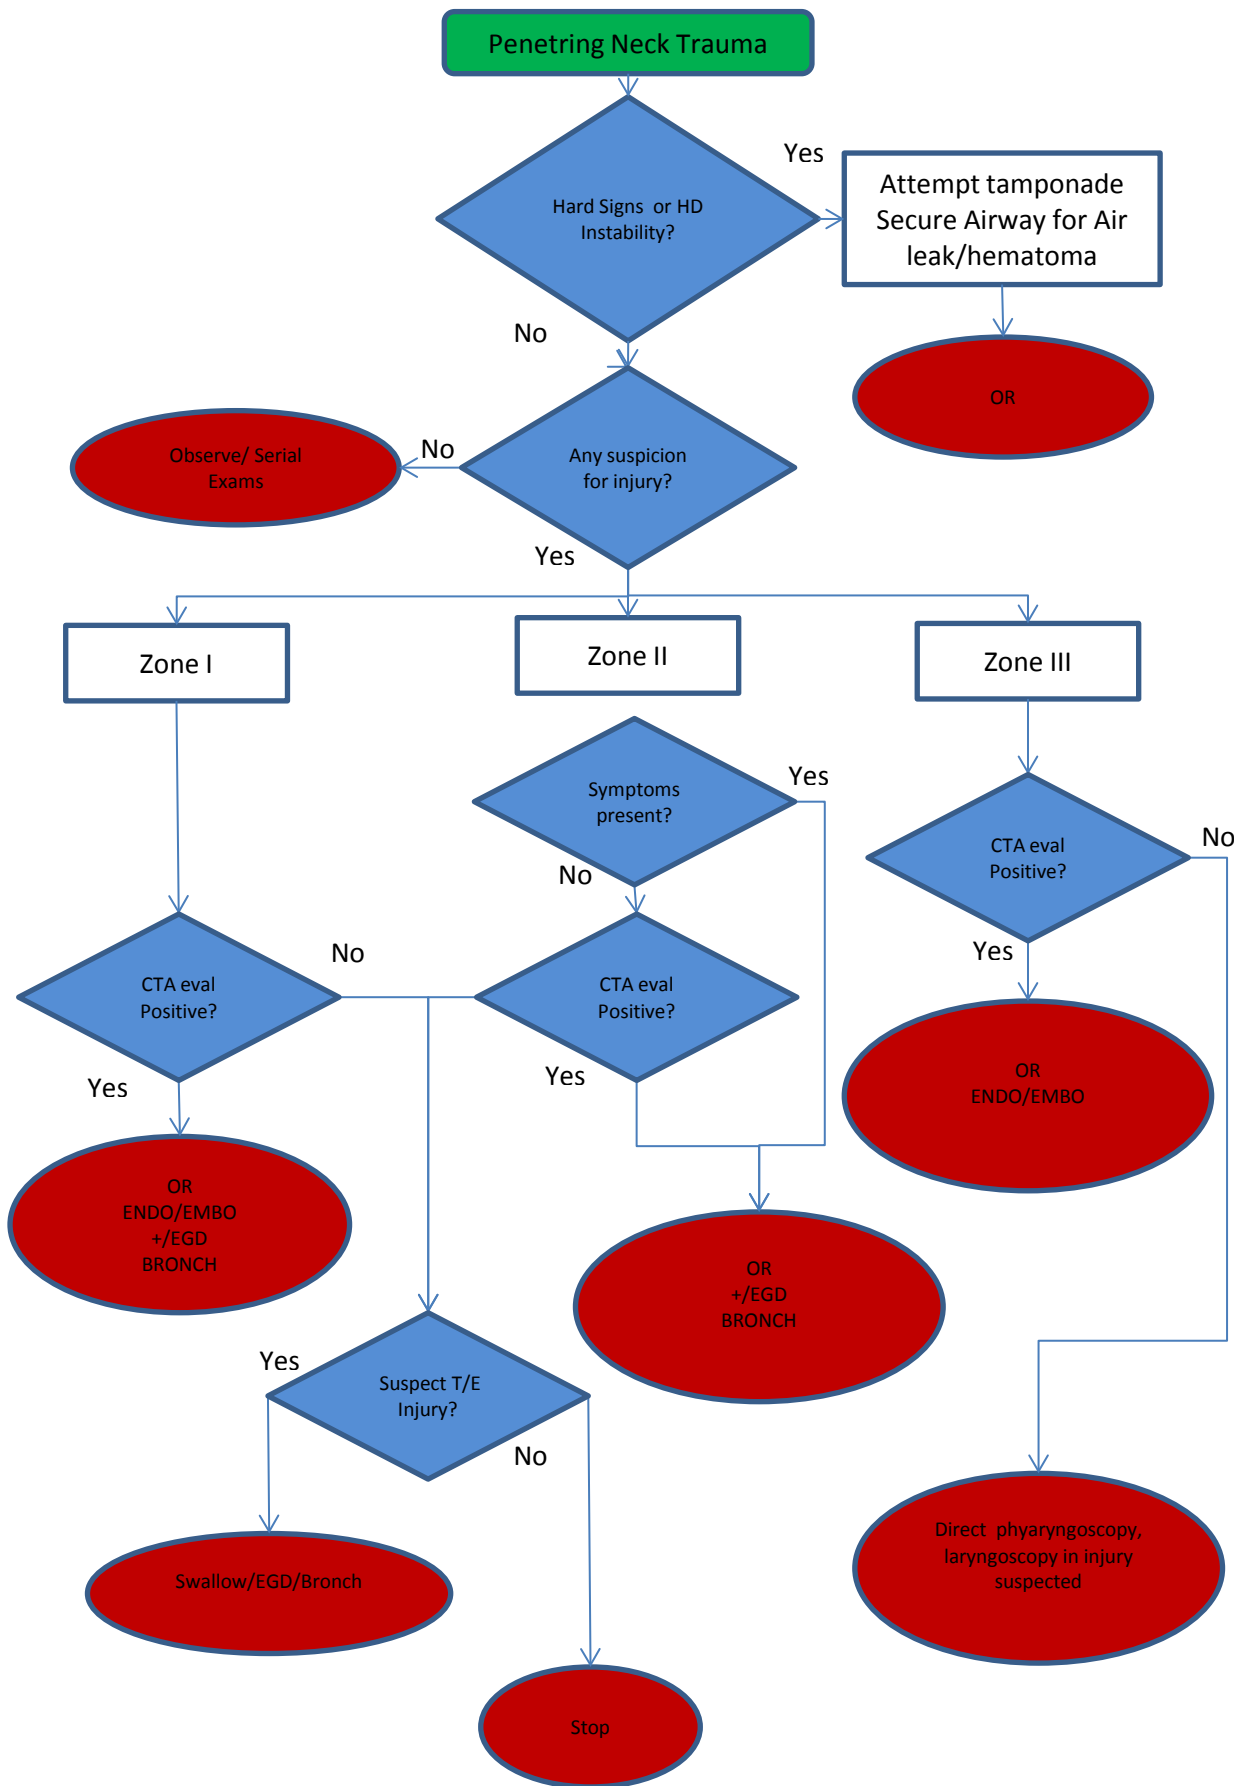 Penetring Neck Trauma
Yes
Hard Signs or HD
Instability?
Attempt tamponade
Secure Airway for Air
leak/hematoma
No
OR
Any suspicion
for injury?
No
Observe/ Serial
Exams
Yes
Zone I
Zone II
Zone III
Symptoms
present?
Yes
No
CTA eval
Positive?
No
Yes
OR
ENDO/EMBO
CTA eval
Positive?
No
CTA eval
Positive?
Yes
Yes
OR
ENDO/EMBO
+/EGD
BRONCH
OR
+/EGD
BRONCH
Suspect T/E
Injury?
Yes
No
Swallow/EGD/Bronch
Direct phyaryngoscopy,
laryngoscopy in injury
suspected
Stop